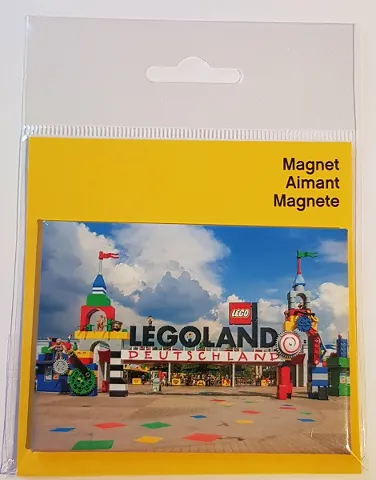 Magnet
Aimant
Magnete
LEGO
LEGOLAND
DEUTSCHLAND